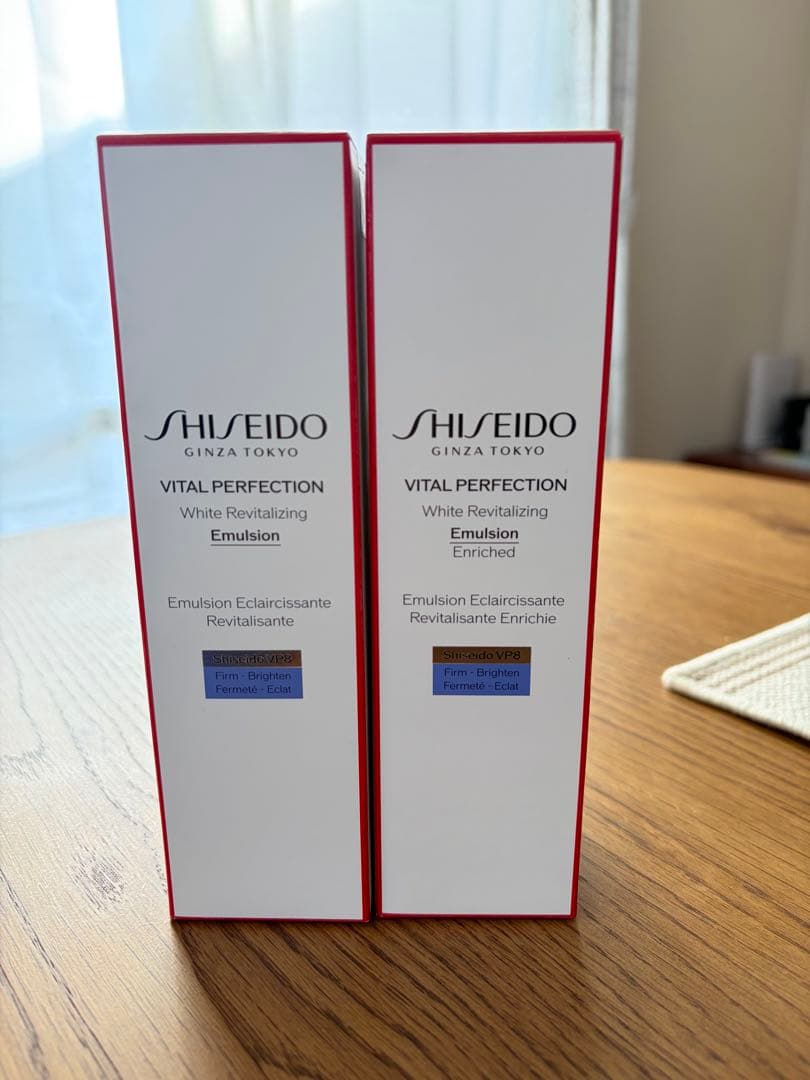 SHISEIDO
GINZA TOKYO
VITAL PERFECTION
White Revitalizing
Emulsion
Emulsion Eclaircissante
Revitalisante
Shiseido VP8
Firm - Brighten
Fermeté - Eclat
SHISEIDO
GINZA TOKYO
VITAL PERFECTION
White Revitalizing
Emulsion
Enriched
Emulsion Eclaircissante
Revitalisante Enrichie
Shiseido VP8
Firm - Brighten
Fermeté - Eclat